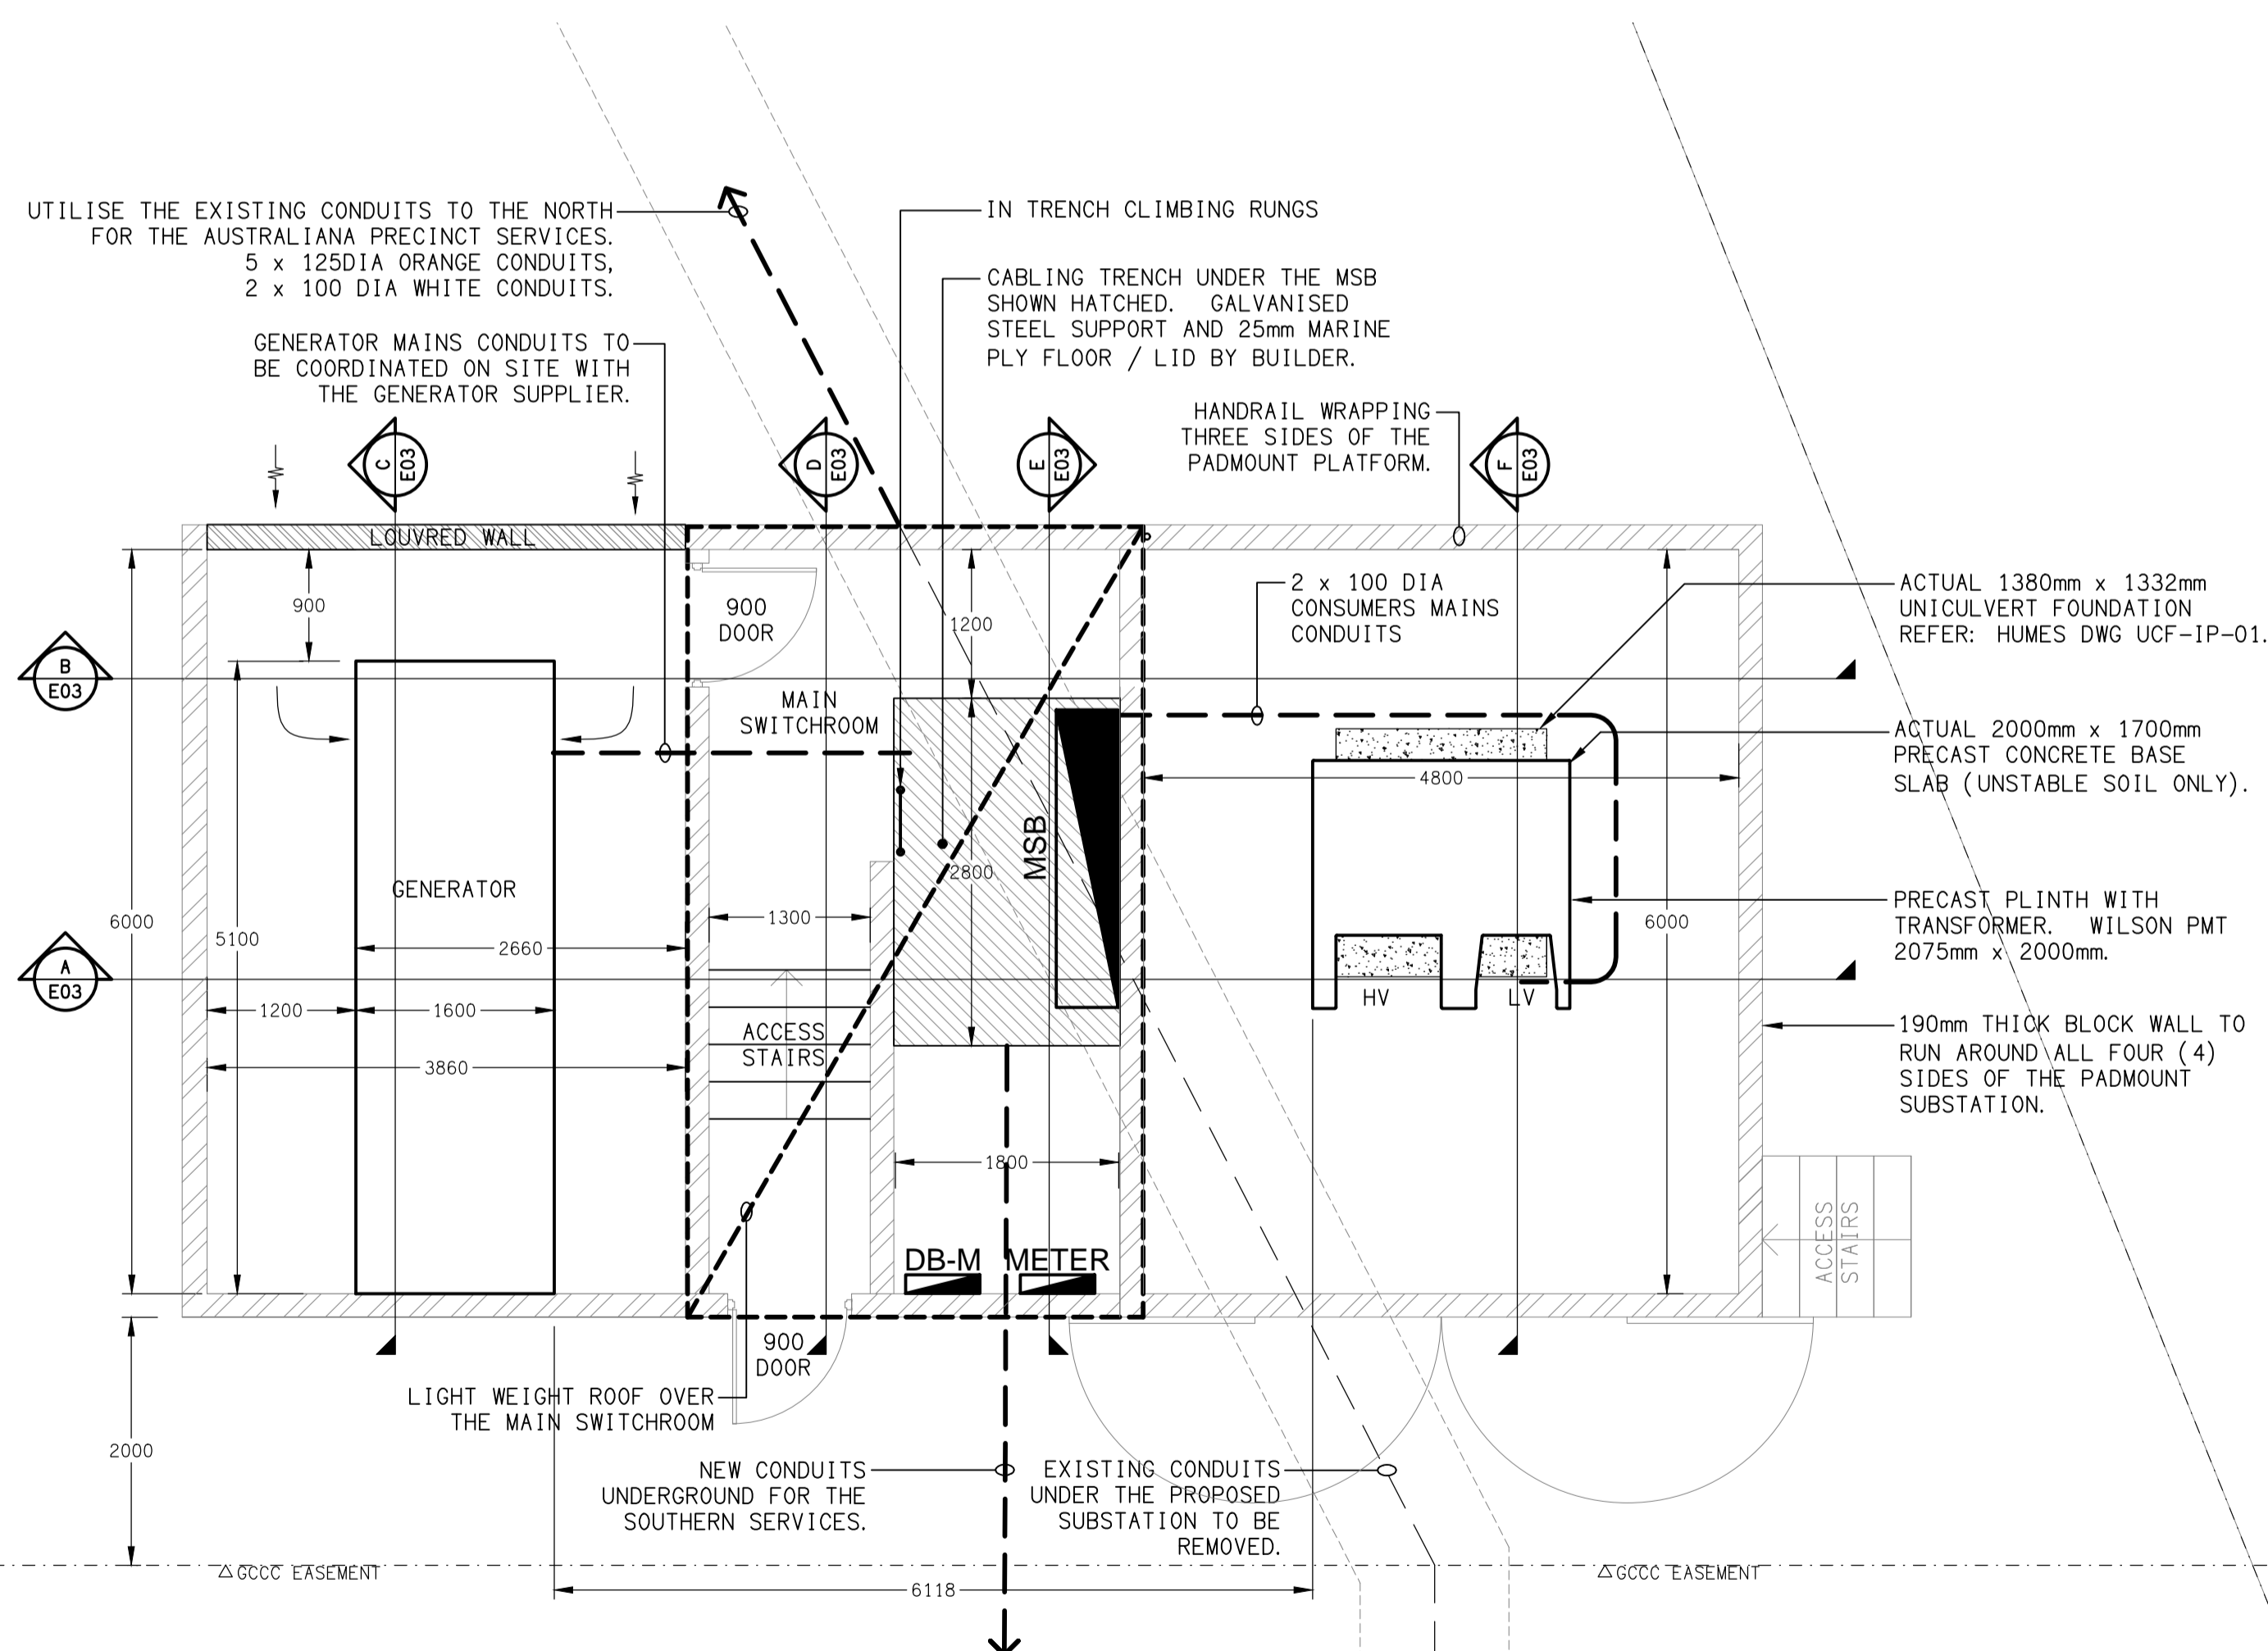 UTILISE THE EXISTING CONDUITS TO THE NORTH
FOR THE AUSTRALIANA PRECINCT SERVICES.
5 x 125DIA ORANGE CONDUITS,
2 x 100 DIA WHITE CONDUITS.
IN TRENCH CLIMBING RUNGS
CABLING TRENCH UNDER THE MSB
SHOWN HATCHED. GALVANISED
STEEL SUPPORT AND 25mm MARINE
PLY FLOOR / LID BY BUILDER.
GENERATOR MAINS CONDUITS TO
BE COORDINATED ON SITE WITH
THE GENERATOR SUPPLIER.
HANDRAIL WRAPPING
THREE SIDES OF THE
PADMOUNT PLATFORM.
C
E03
D
E03
E
E03
F
E03
LOUVRED WALL
900
900
DOOR
1200
2 x 100 DIA
CONSUMERS MAINS
CONDUITS
ACTUAL 1380mm x 1332mm
UNICULVERT FOUNDATION
REFER: HUMES DWG UCF-IP-01.
B
E03
MAIN
SWITCHROOM
ACTUAL 2000mm x 1700mm
PRECAST CONCRETE BASE
SLAB (UNSTABLE SOIL ONLY).
4800
MSB
2800
GENERATOR
PRECAST PLINTH WITH
TRANSFORMER. WILSON PMT
2075mm x 2000mm.
6000
5100
1300
2660
6000
A
E03
HV
LV
1200
1600
ACCESS
STAIRS
3860
190mm THICK BLOCK WALL TO
RUN AROUND ALL FOUR (4)
SIDES OF THE PADMOUNT
SUBSTATION.
1800
ACCESS
STAIRS
DB-M
METER
900
DOOR
LIGHT WEIGHT ROOF OVER
THE MAIN SWITCHROOM
2000
NEW CONDUITS
UNDERGROUND FOR THE
SOUTHERN SERVICES.
EXISTING CONDUITS
UNDER THE PROPOSED
SUBSTATION TO BE
REMOVED.
GCCC EASEMENT
GCCC EASEMENT
6118